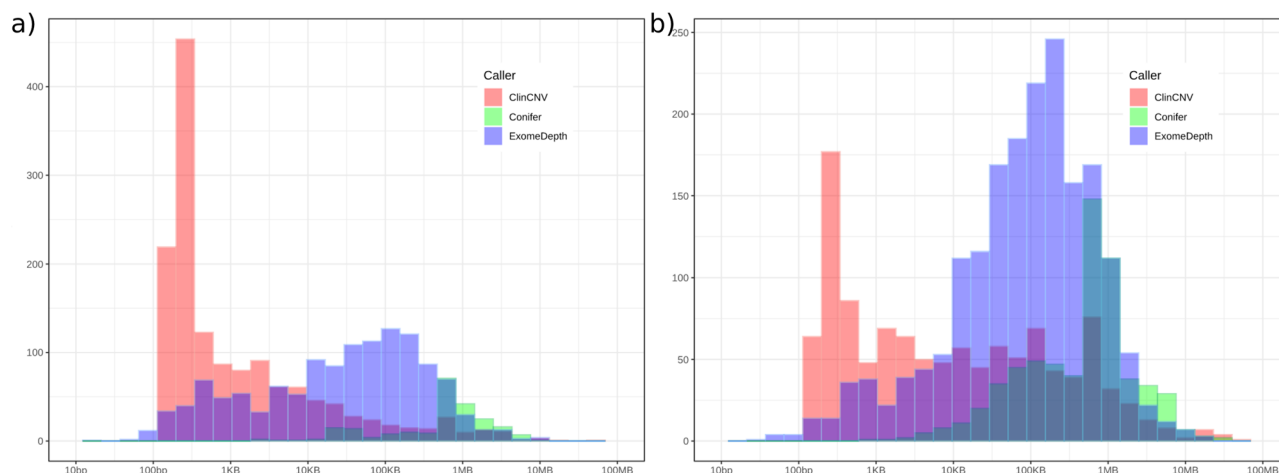 a)
400
300
200
100
0
10bp 100bp 1KB 10KB 100KB 1MB 10MB 100MB
Caller
ClinCNV
Conifer
ExomeDepth
b)
250
200
150
100
50
0
10bp 100bp 1KB 10KB 100KB 1MB 10MB 100MB
Caller
ClinCNV
Conifer
ExomeDepth